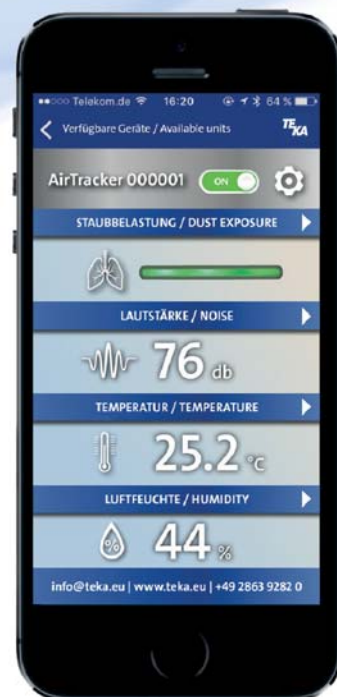 ●●○○○ Telekom.de 16:20 64 %
Verfügbare Geräte / Available units
TEKA
AirTracker 000001 ON
STAUBBELASTUNG / DUST EXPOSURE
LAUTSTÄRKE / NOISE
76 db
TEMPERATUR / TEMPERATURE
25.2 °C
LUFTFEUCHTE / HUMIDITY
%
44 %
info@teka.eu | www.teka.eu | +49 2863 9282 0